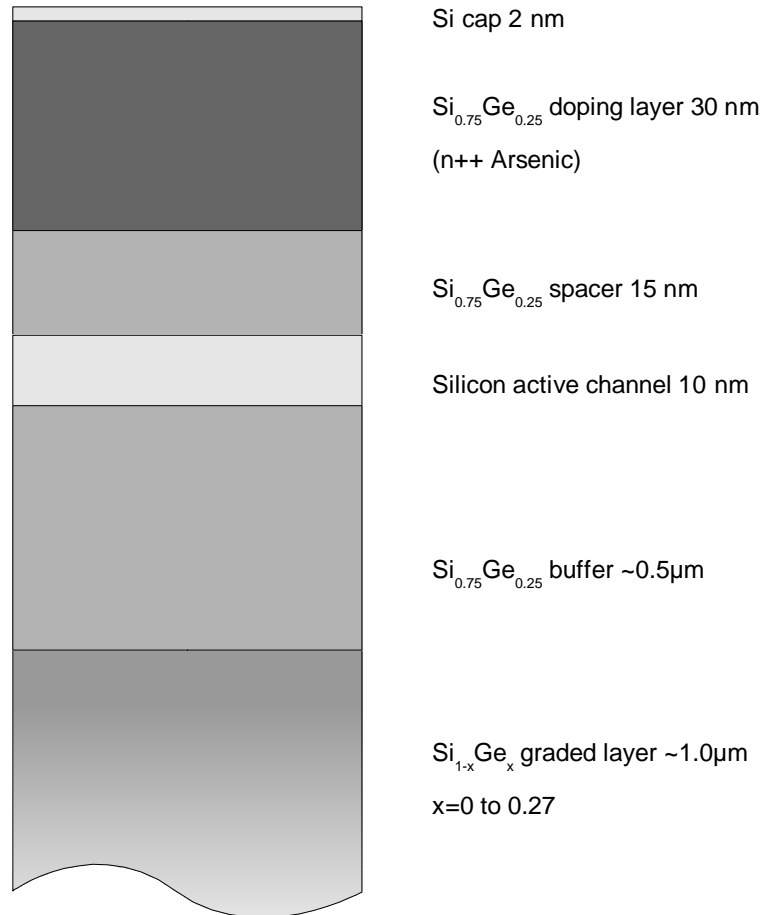 Si cap 2 nm
Si0.75Ge0.25 doping layer 30 nm
(n++ Arsenic)
Si0.75Ge0.25 spacer 15 nm
Silicon active channel 10 nm
Si0.75Ge0.25 buffer ~0.5µm
Si1-xGex graded layer ~1.0µm
x=0 to 0.27